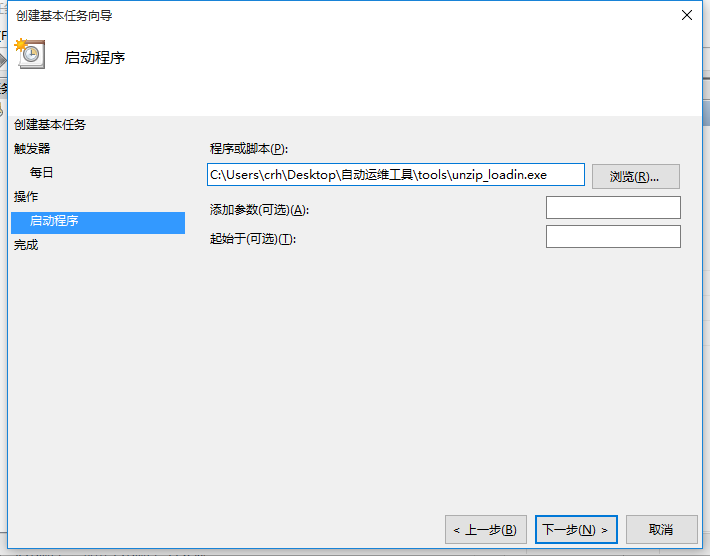 创建基本任务向导
启动程序
创建基本任务
触发器
每日
操作
启动程序
完成
程序或脚本(P):
C:\Users\crh\Desktop\自动运维工具\tools\unzip_loadin.exe
浏览(R)...
添加参数(可选)(A):
起始于(可选)(T):
< 上一步(B)
下一步(N) >
取消